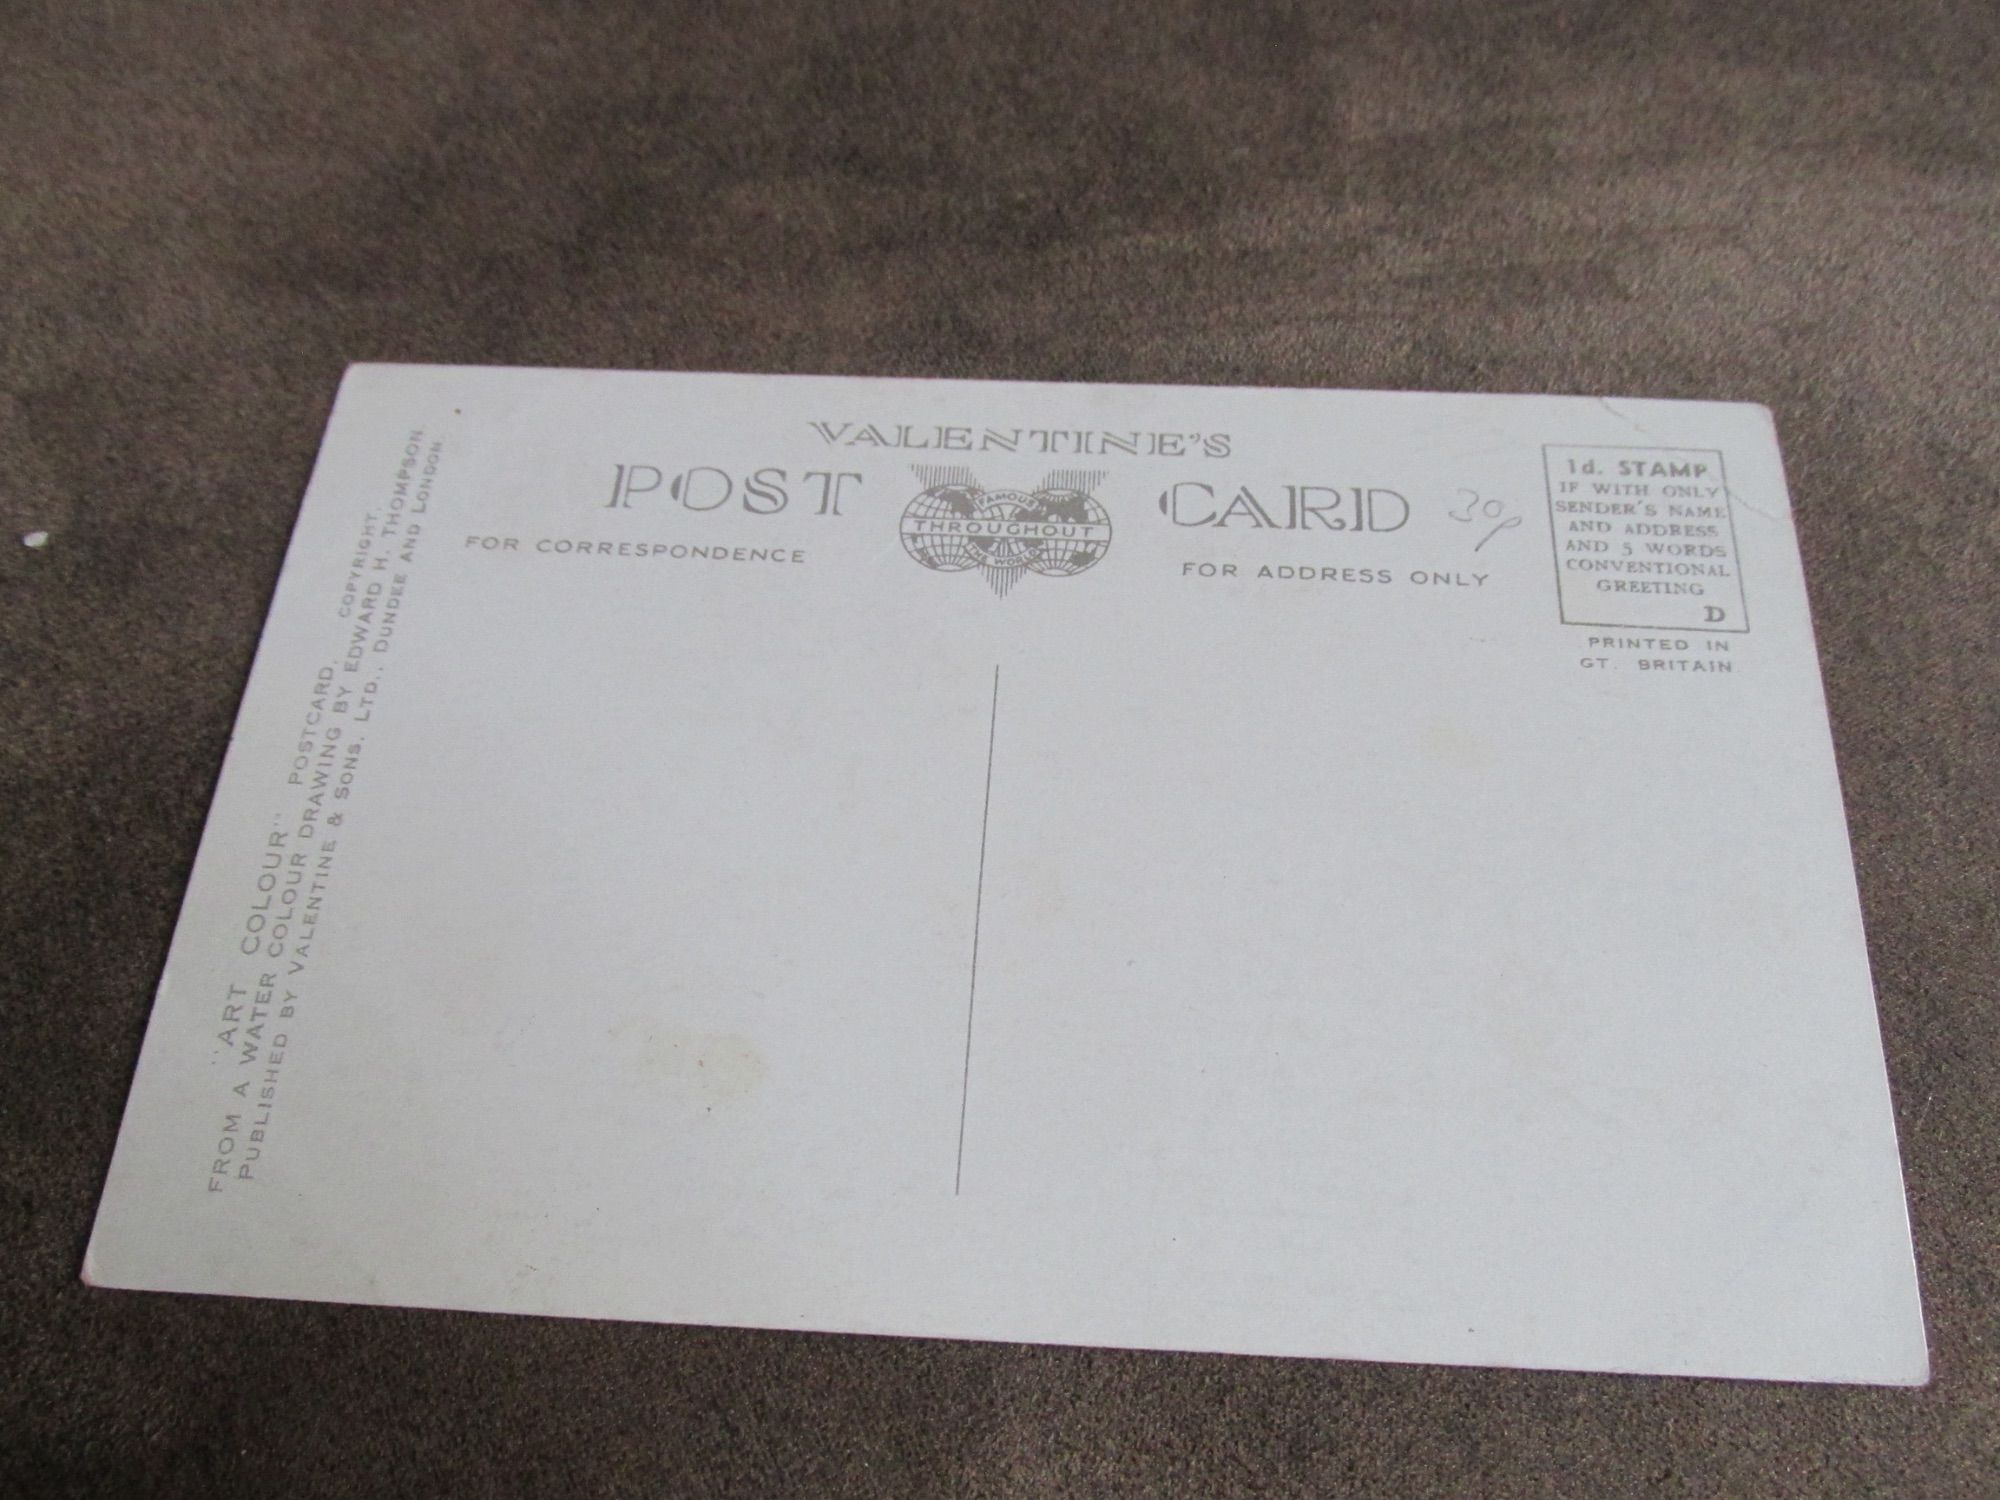 VALENTINE'S
POST CARD
FAMOUS
THROUGHOUT
THE WORLD
FOR CORRESPONDENCE
FOR ADDRESS ONLY
30p
1d. STAMP
IF WITH ONLY
SENDER'S NAME
AND ADDRESS
AND 5 WORDS
CONVENTIONAL
GREETING
D
PRINTED IN
GT. BRITAIN
"ART COLOUR" POSTCARD. COPYRIGHT.
FROM A WATER COLOUR DRAWING BY EDWARD H. THOMPSON.
PUBLISHED BY VALENTINE & SONS. LTD., DUNDEE AND LONDON